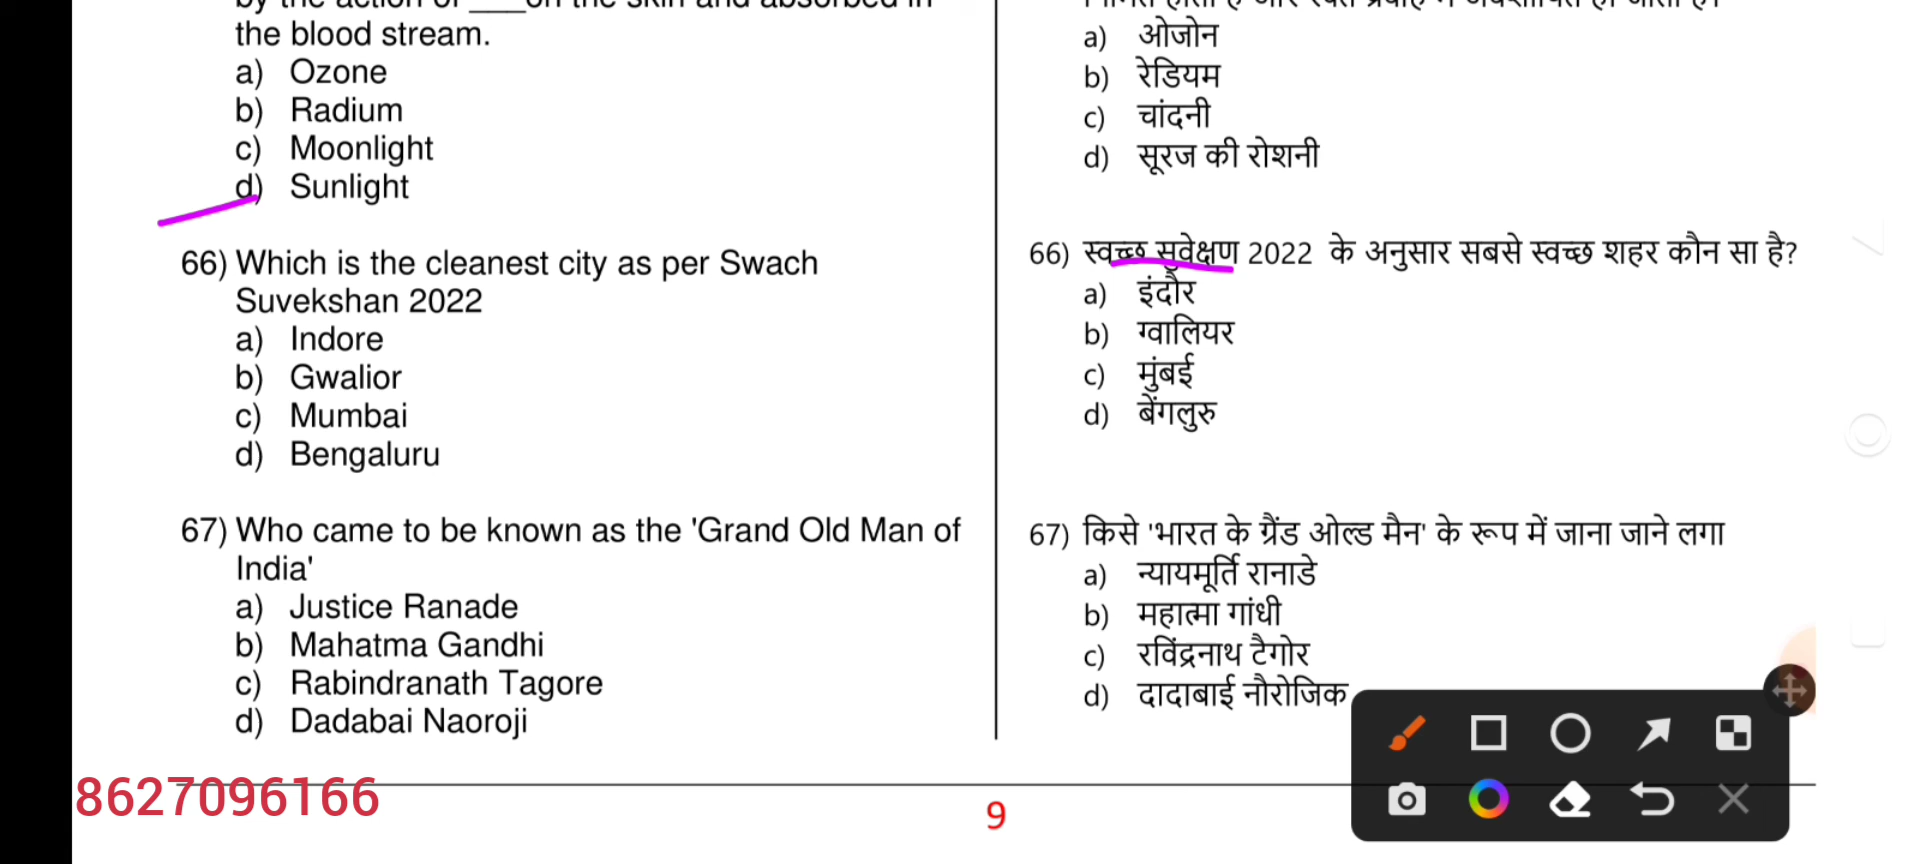 the blood stream.
a) Ozone
b) Radium
c) Moonlight
d) Sunlight
66) Which is the cleanest city as per Swach
Suvekshan 2022
a) Indore
b) Gwalior
c) Mumbai
d) Bengaluru
67) Who came to be known as the 'Grand Old Man of
India'
a) Justice Ranade
b) Mahatma Gandhi
c) Rabindranath Tagore
d) Dadabai Naoroji
a) ओजोन
b) रेडियम
c) चांदनी
d) सूरज की रोशनी
66) स्वच्छ सुवेक्षण 2022 के अनुसार सबसे स्वच्छ शहर कौन सा है?
a) इंदौर
b) ग्वालियर
c) मुंबई
d) बेंगलुरु
67) किसे 'भारत के ग्रैंड ओल्ड मैन' के रूप में जाना जाने लगा
a) न्यायमूर्ति रानाडे
b) महात्मा गांधी
c) रविंद्रनाथ टैगोर
d) दादाबाई नौरोजिक
8627096166
9